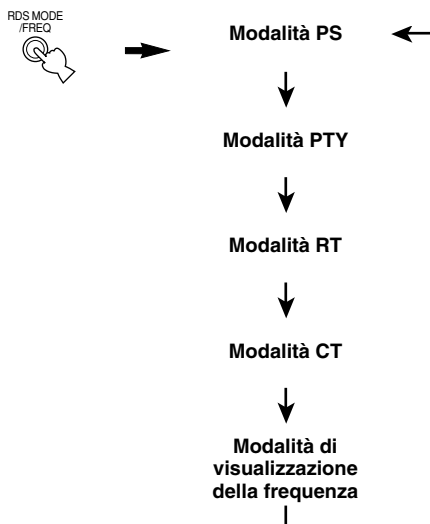 RDS MODE
/FREQ
Modalità PS
Modalità PTY
Modalità RT
Modalità CT
Modalità di
visualizzazione
della frequenza